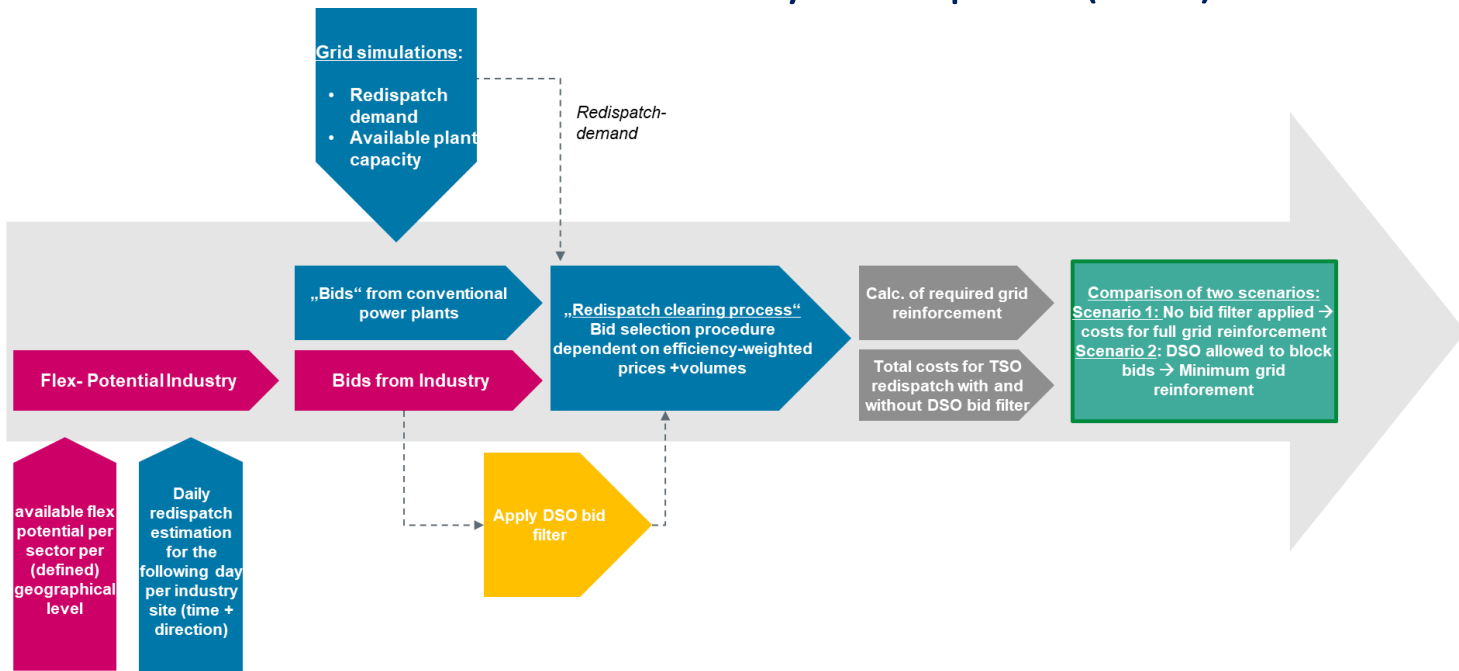 Grid simulations:
• Redispatch
demand
• Available plant
capacity
Redispatch-
demand
„Bids“ from conventional
power plants
Flex- Potential Industry
Bids from Industry
„Redispatch clearing process“
Bid selection procedure
dependent on efficiency-weighted
prices +volumes
Calc. of required grid
reinforcement
Total costs for TSO
redispatch with and
without DSO bid filter
Comparison of two scenarios:
Scenario 1: No bid filter applied →
costs for full grid reinforcement
Scenario 2: DSO allowed to block
bids → Minimum grid
reinforement
available flex
potential per
sector per
(defined)
geographical
level
Daily
redispatch
estimation
for the
following day
per industry
site (time +
direction)
Apply DSO bid
filter